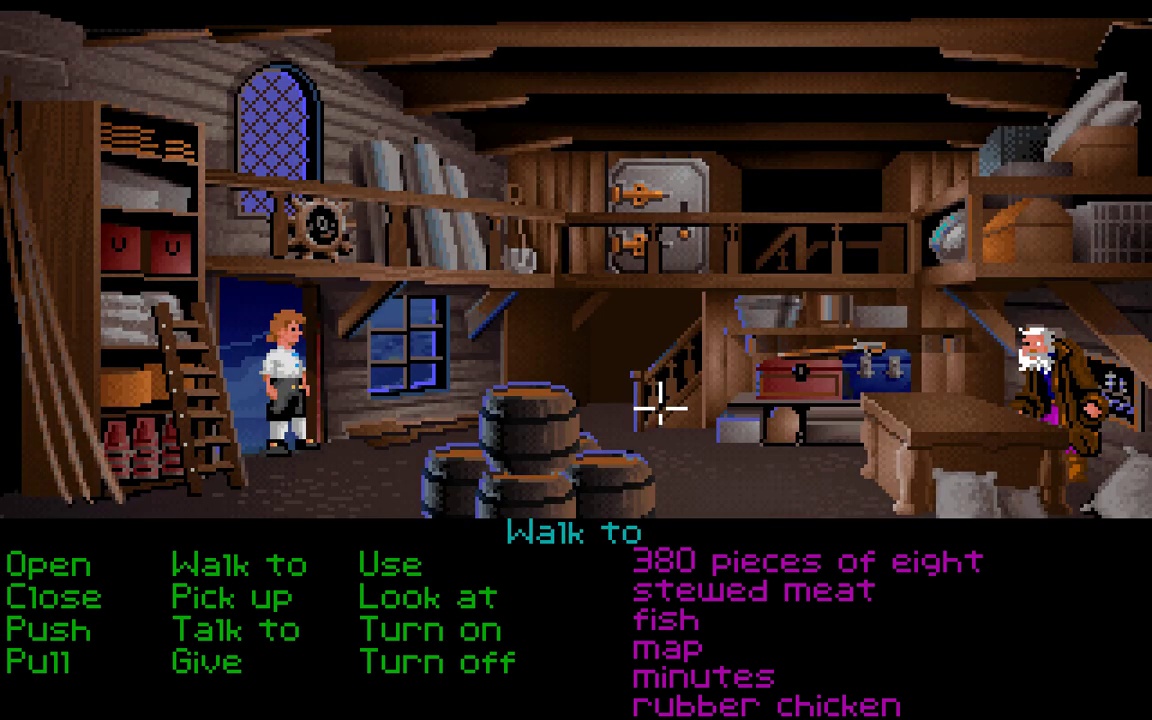 Walk to
Open Walk to Use
Close Pick up Look at
Push Talk to Turn on
Pull Give Turn off
380 pieces of eight
stewed meat
fish
map
minutes
rubber chicken